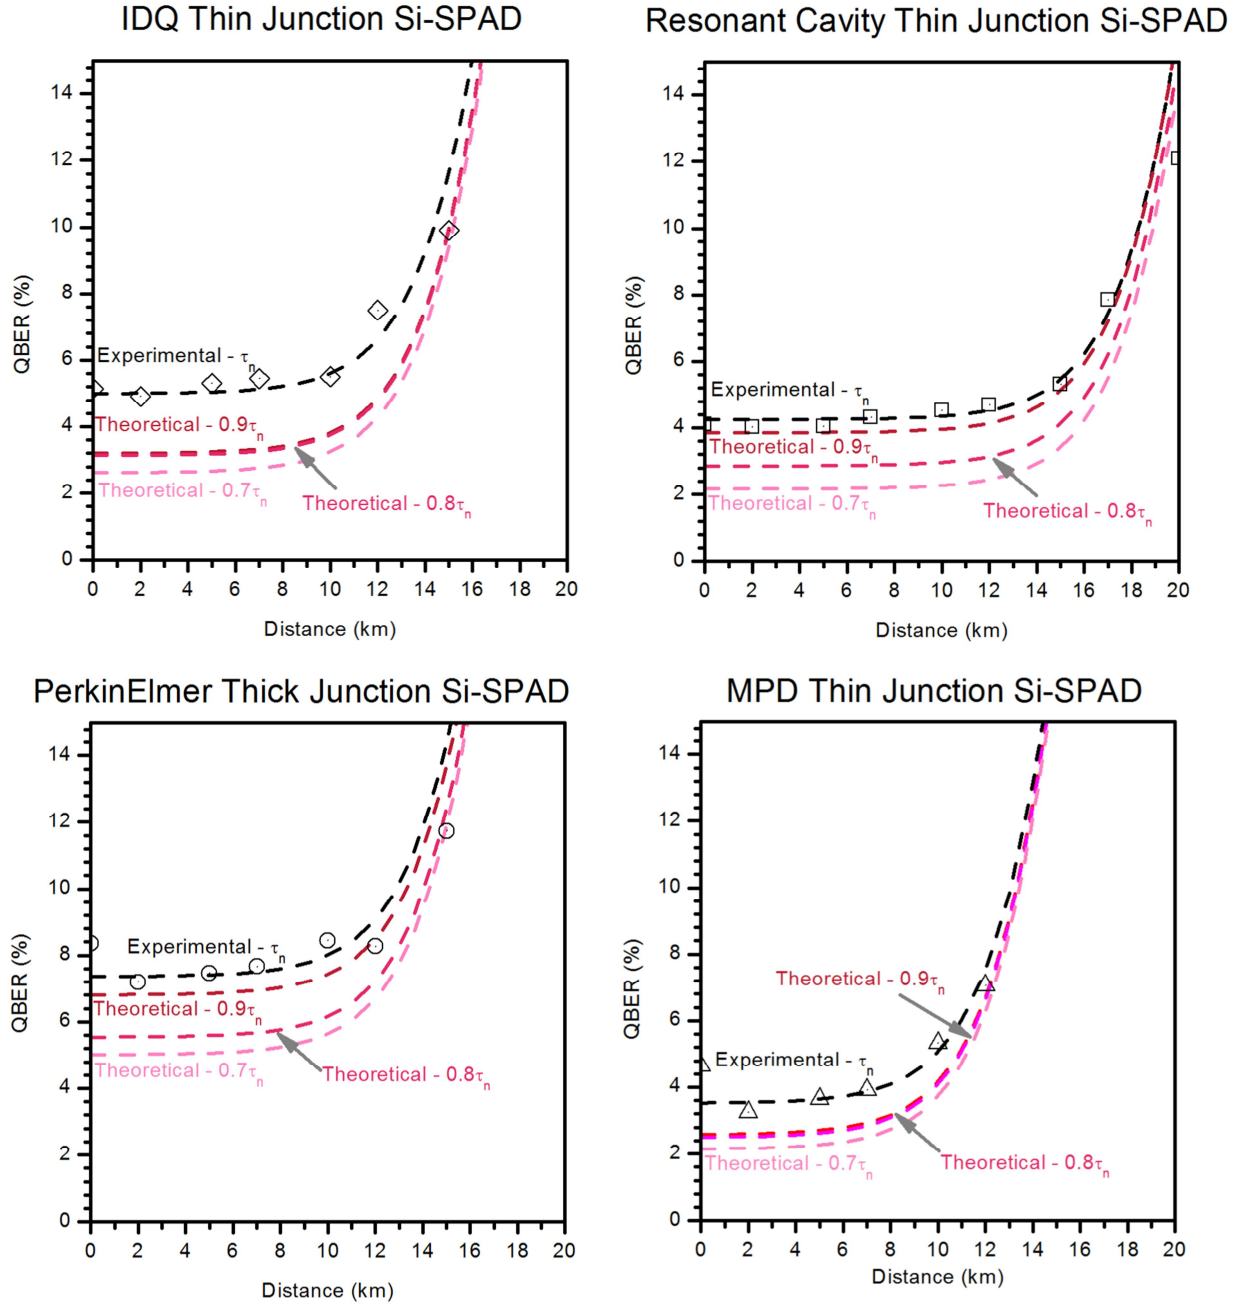 IDQ Thin Junction Si-SPAD
QBER (%)
14
12
10
8
6
4
2
0
Experimental - τn
Theoretical - 0.9τn
Theoretical - 0.8τn
Theoretical - 0.7τn
0 2 4 6 8 10 12 14 16 18 20
Distance (km)
Resonant Cavity Thin Junction Si-SPAD
QBER (%)
14
12
10
8
6
4
2
0
Experimental - τn
Theoretical - 0.9τn
Theoretical - 0.7τn
Theoretical - 0.8τn
0 2 4 6 8 10 12 14 16 18 20
Distance (km)
PerkinElmer Thick Junction Si-SPAD
QBER (%)
14
12
10
8
6
4
2
0
Experimental - τn
Theoretical - 0.9τn
Theoretical - 0.7τn
Theoretical - 0.8τn
0 2 4 6 8 10 12 14 16 18 20
Distance (km)
MPD Thin Junction Si-SPAD
QBER (%)
14
12
10
8
6
4
2
0
Theoretical - 0.9τn
Experimental - τn
Theoretical - 0.7τn
Theoretical - 0.8τn
0 2 4 6 8 10 12 14 16 18 20
Distance (km)